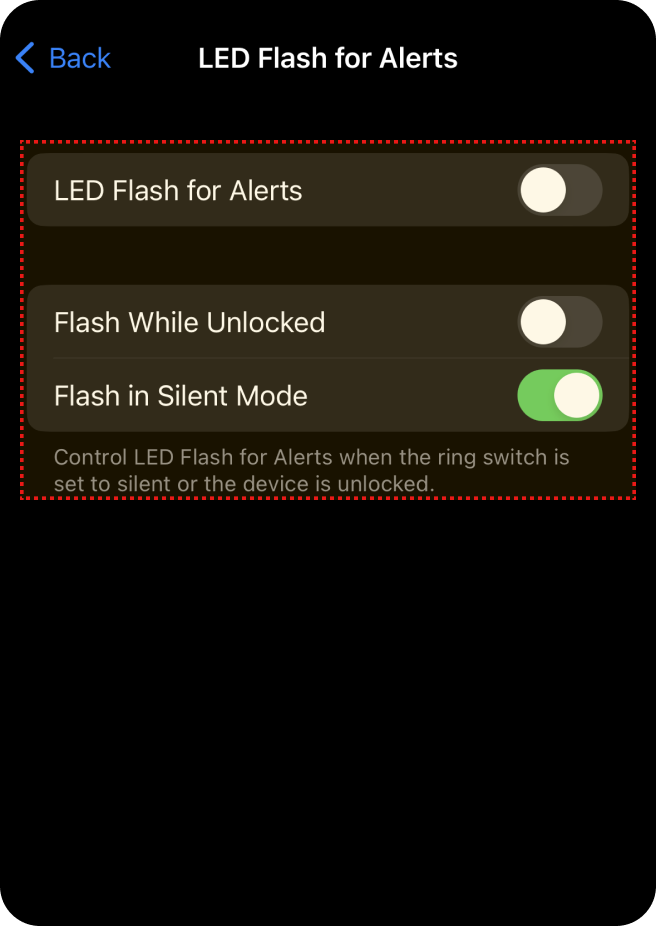 Back
LED Flash for Alerts
LED Flash for Alerts
Flash While Unlocked
Flash in Silent Mode
Control LED Flash for Alerts when the ring switch is
set to silent or the device is unlocked.